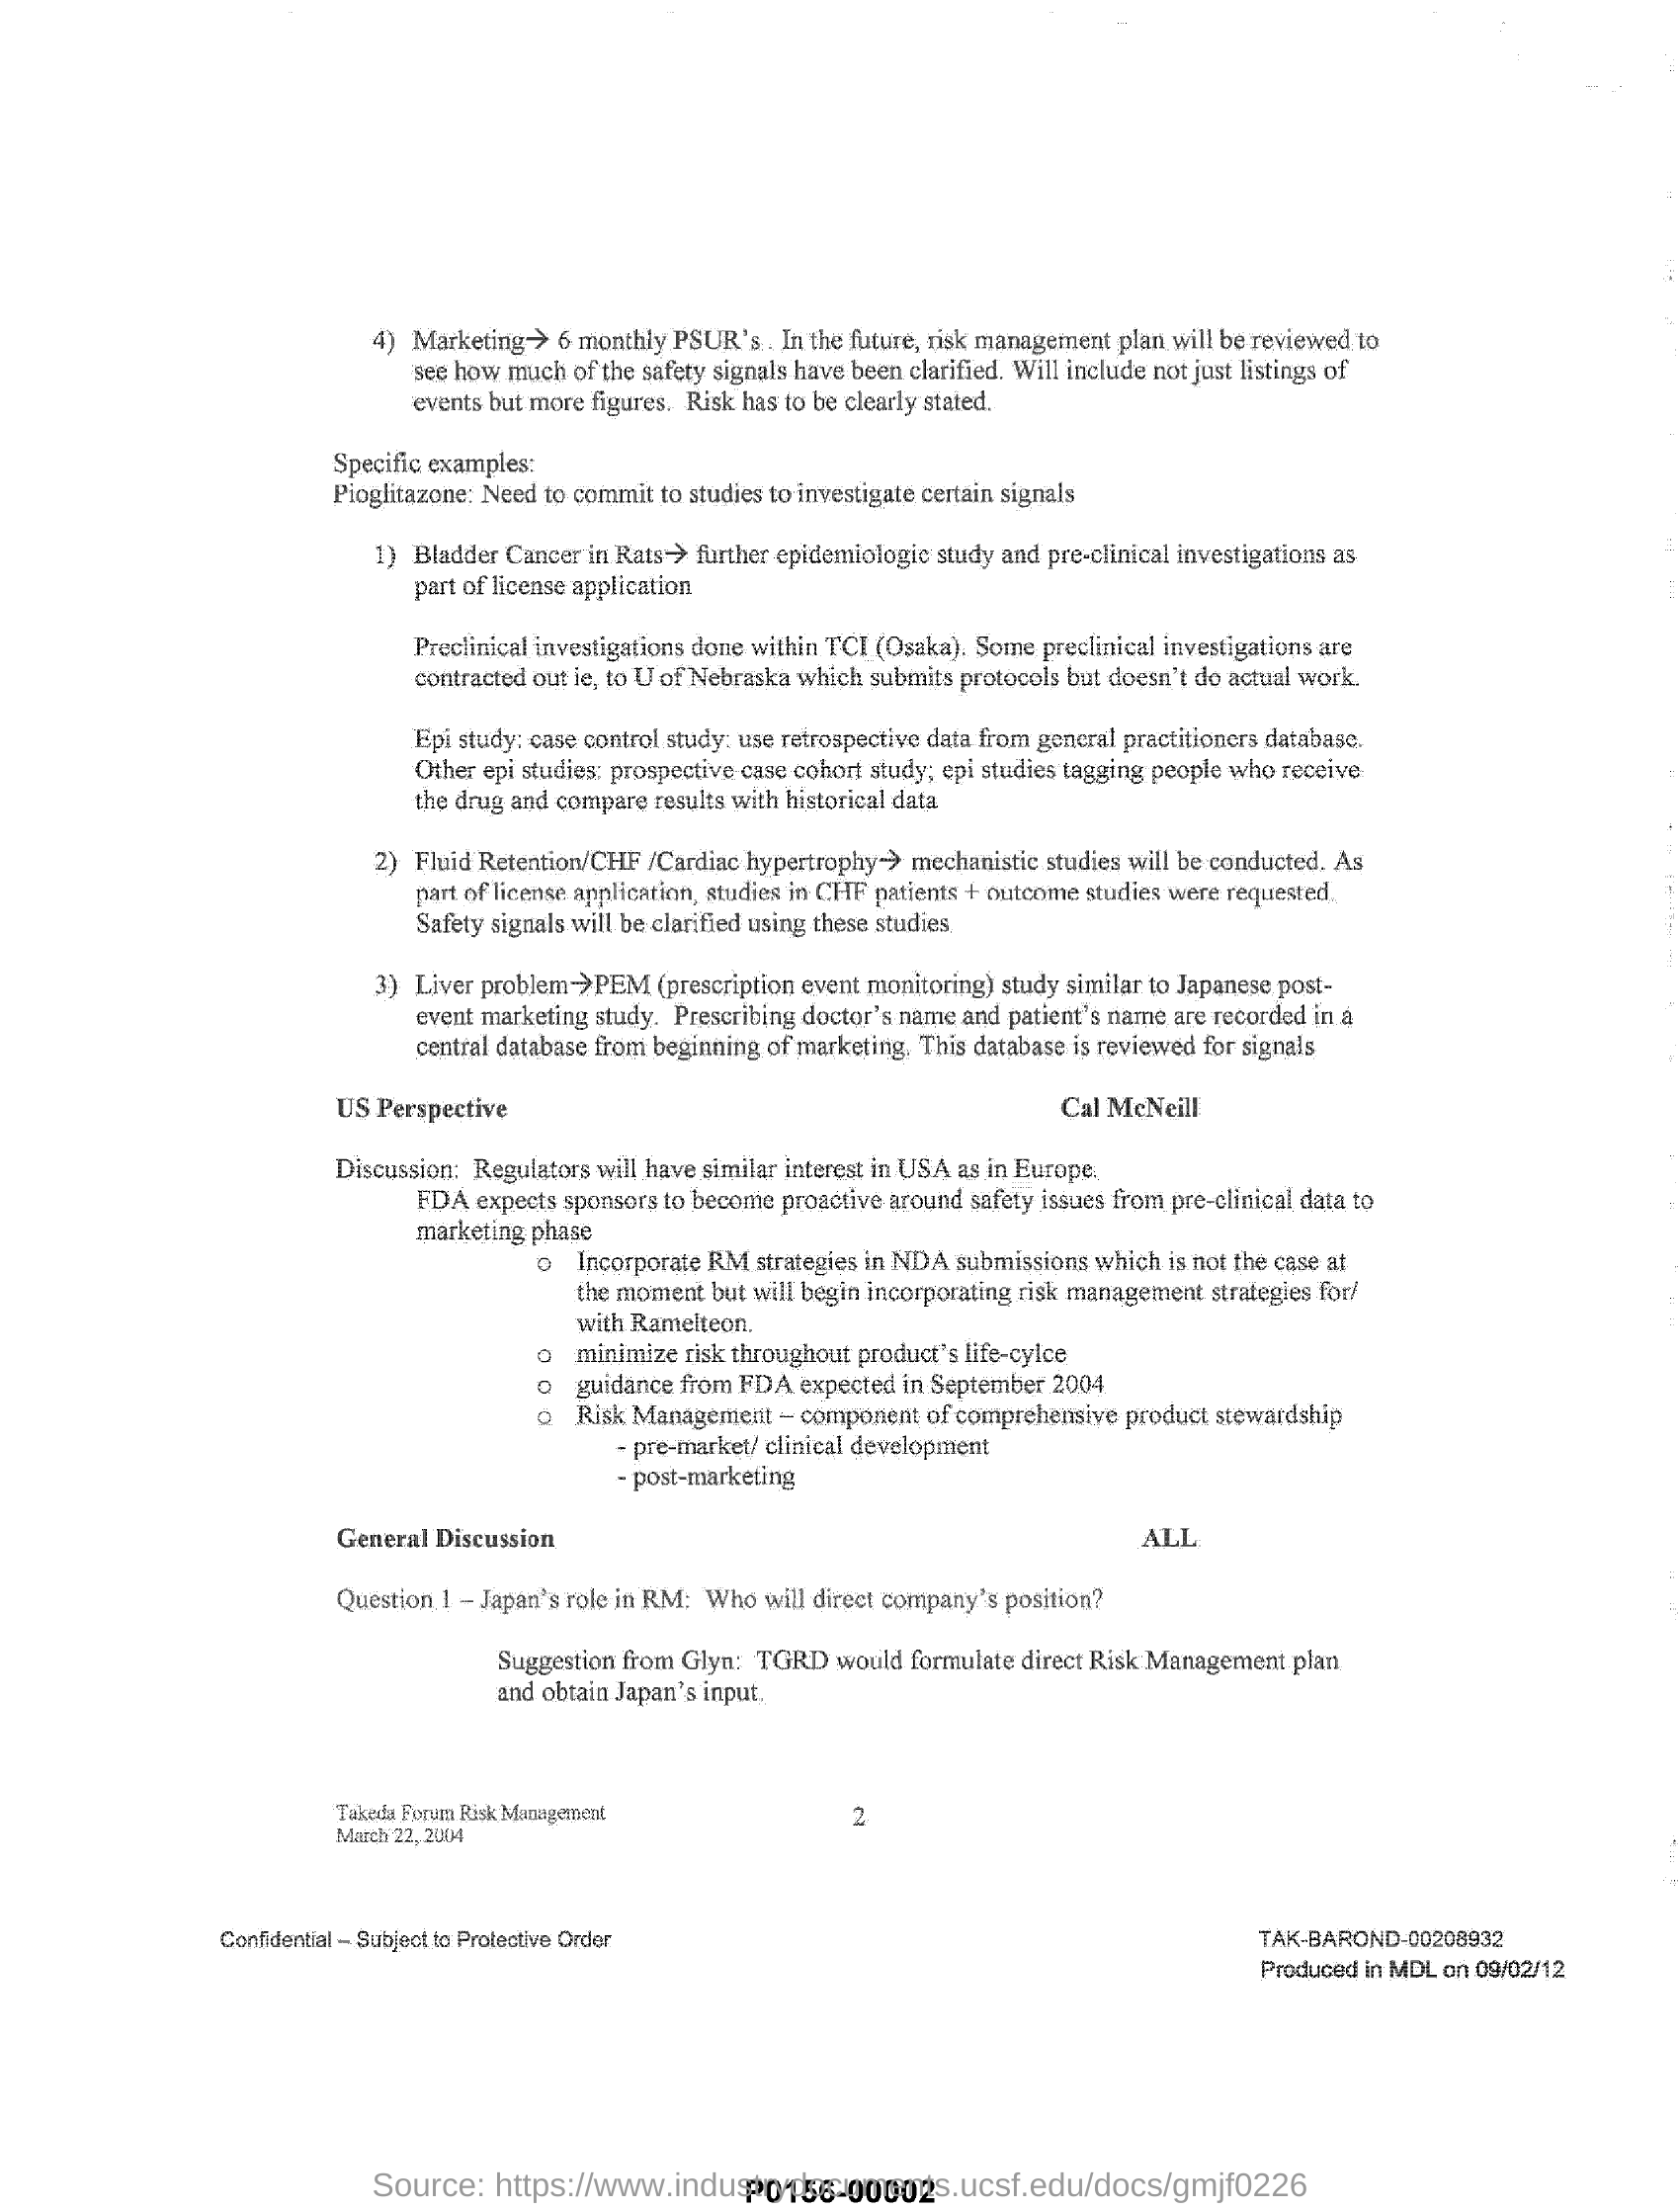 4) Marketing→ 6 monthly PSUR's. In the future, risk management plan will be reviewed to
see how much of the safety signals have been clarified. Will include not just listings of
events but more figures. Risk has to be clearly stated.
Specific examples:
Pioglitazone: Need to commit to studies to investigate certain signals
1) Bladder Cancer in Rats→ further epidemiologic study and pre-clinical investigations as
part of license application
Preclinical investigations done within TCI (Osaka). Some preclinical investigations are
contracted out ie, to U of Nebraska which submits protocols but doesn't do actual work.
Epi study: case control study: use retrospective data from general practitioners database.
Other epi studies: prospective case cohort study; epi studies tagging people who receive
the drug and compare results with historical data
2) Fluid Retention/CHF /Cardiac hypertrophy→ mechanistic studies will be conducted. As
part of license application, studies in CHF patients + outcome studies were requested.
Safety signals will be clarified using these studies.
3) Liver problem→PEM (prescription event monitoring) study similar to Japanese post-
event marketing study. Prescribing doctor's name and patient's name are recorded in a
central database from beginning of marketing. This database is reviewed for signals
US Perspective Cal McNeill
Discussion: Regulators will have similar interest in USA as in Europe.
FDA expects sponsors to become proactive around safety issues from pre-clinical data to
marketing phase
o Incorporate RM strategies in NDA submissions which is not the case at
the moment but will begin incorporating risk management strategies for/
with Ramelteon.
o minimize risk throughout product's life-cylce
o guidance from FDA expected in September 2004
o Risk Management – component of comprehensive product stewardship
- pre-market/ clinical development
- post-marketing
General Discussion ALL
Question 1 – Japan's role in RM: Who will direct company's position?
Suggestion from Glyn: TGRD would formulate direct Risk Management plan
and obtain Japan's input.
Takeda Forum Risk Management 2
March 22, 2004
Confidential – Subject to Protective Order TAK-BAROND-00208932
Produced in MDL on 09/02/12
Source: https://www.industrydocuments.ucsf.edu/docs/gmjf0226
P0156-00002